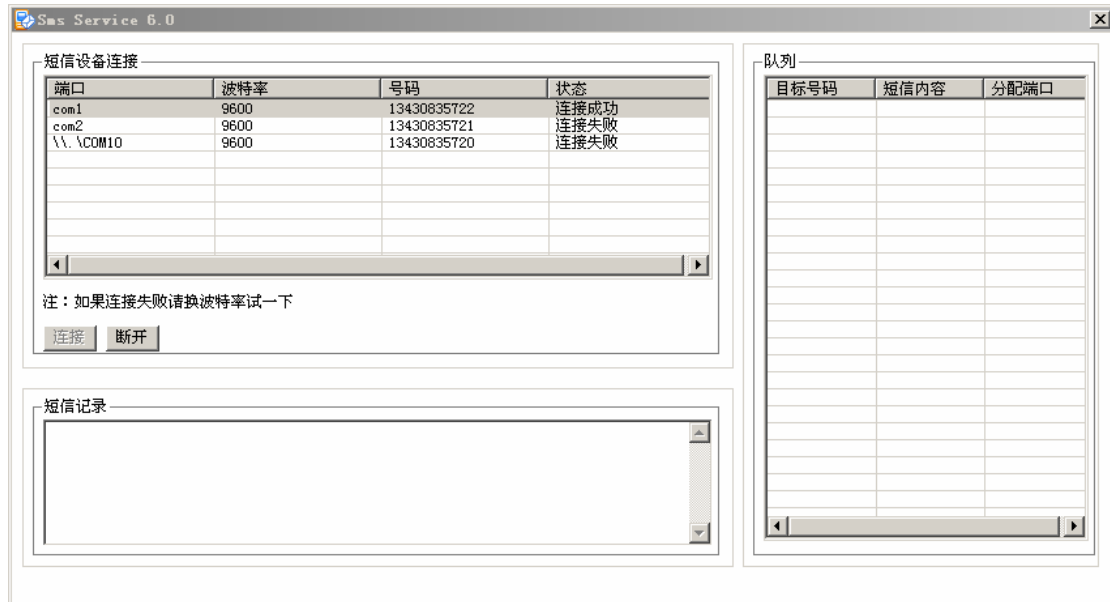 Sms Service 6.0
短信设备连接
端口 波特率 号码 状态
com1 9600 13430835722 连接成功
com2 9600 13430835721 连接失败
\\.\COM10 9600 13430835720 连接失败
注：如果连接失败请换波特率试一下
连接 断开
短信记录
队列
目标号码 短信内容 分配端口